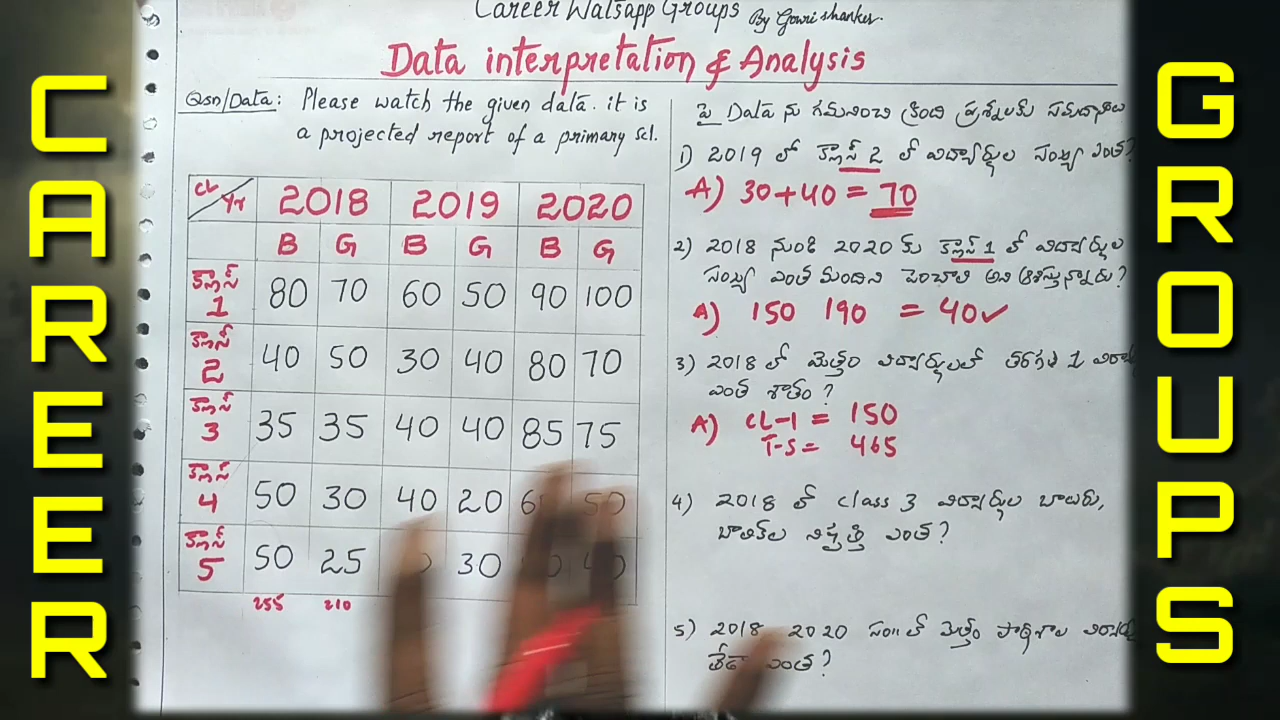 CAREER
Career Watsapp Groups By Gowri shanker.
Data interpretation & Analysis
Qsn/Data: Please watch the given data. it is
a projected report of a primary scl.
CL Yr 2018 2019 2020
B G B G B G
క్లాస్ 1 80 70 60 50 90 100
క్లాస్ 2 40 50 30 40 80 70
క్లాస్ 3 35 35 40 40 85 75
క్లాస్ 4 50 30 40 20 50
క్లాస్ 5 50 25 30
255 210
పై Data ను గమనించి క్రింది ప్రశ్నలకు సమాదానాల
1) 2019 లో క్లాస్ 2 లో విద్యార్థుల సంఖ్య ఎంత?
A) 30+40 = 70
2) 2018 నుండి 2020 కు క్లాస్ 1 లో విద్యార్థుల
సంఖ్య ఎంత మందిని పెంచాలి అని ఆశిస్తున్నారు?
A) 150 190 = 40✓
3) 2018 లో మొత్తం విద్యార్థులలో తరగతి 1
ఎంత శాతం?
A) CL-1 = 150
T-S = 465
4) 2018 లో class 3 విద్యార్థుల బాలురు,
బాలికల నిష్పత్తి ఎంత?
5) 2018 2020 సం॥లో మొత్తం పాఠశాల
తేడా ఎంత?
GROUPS